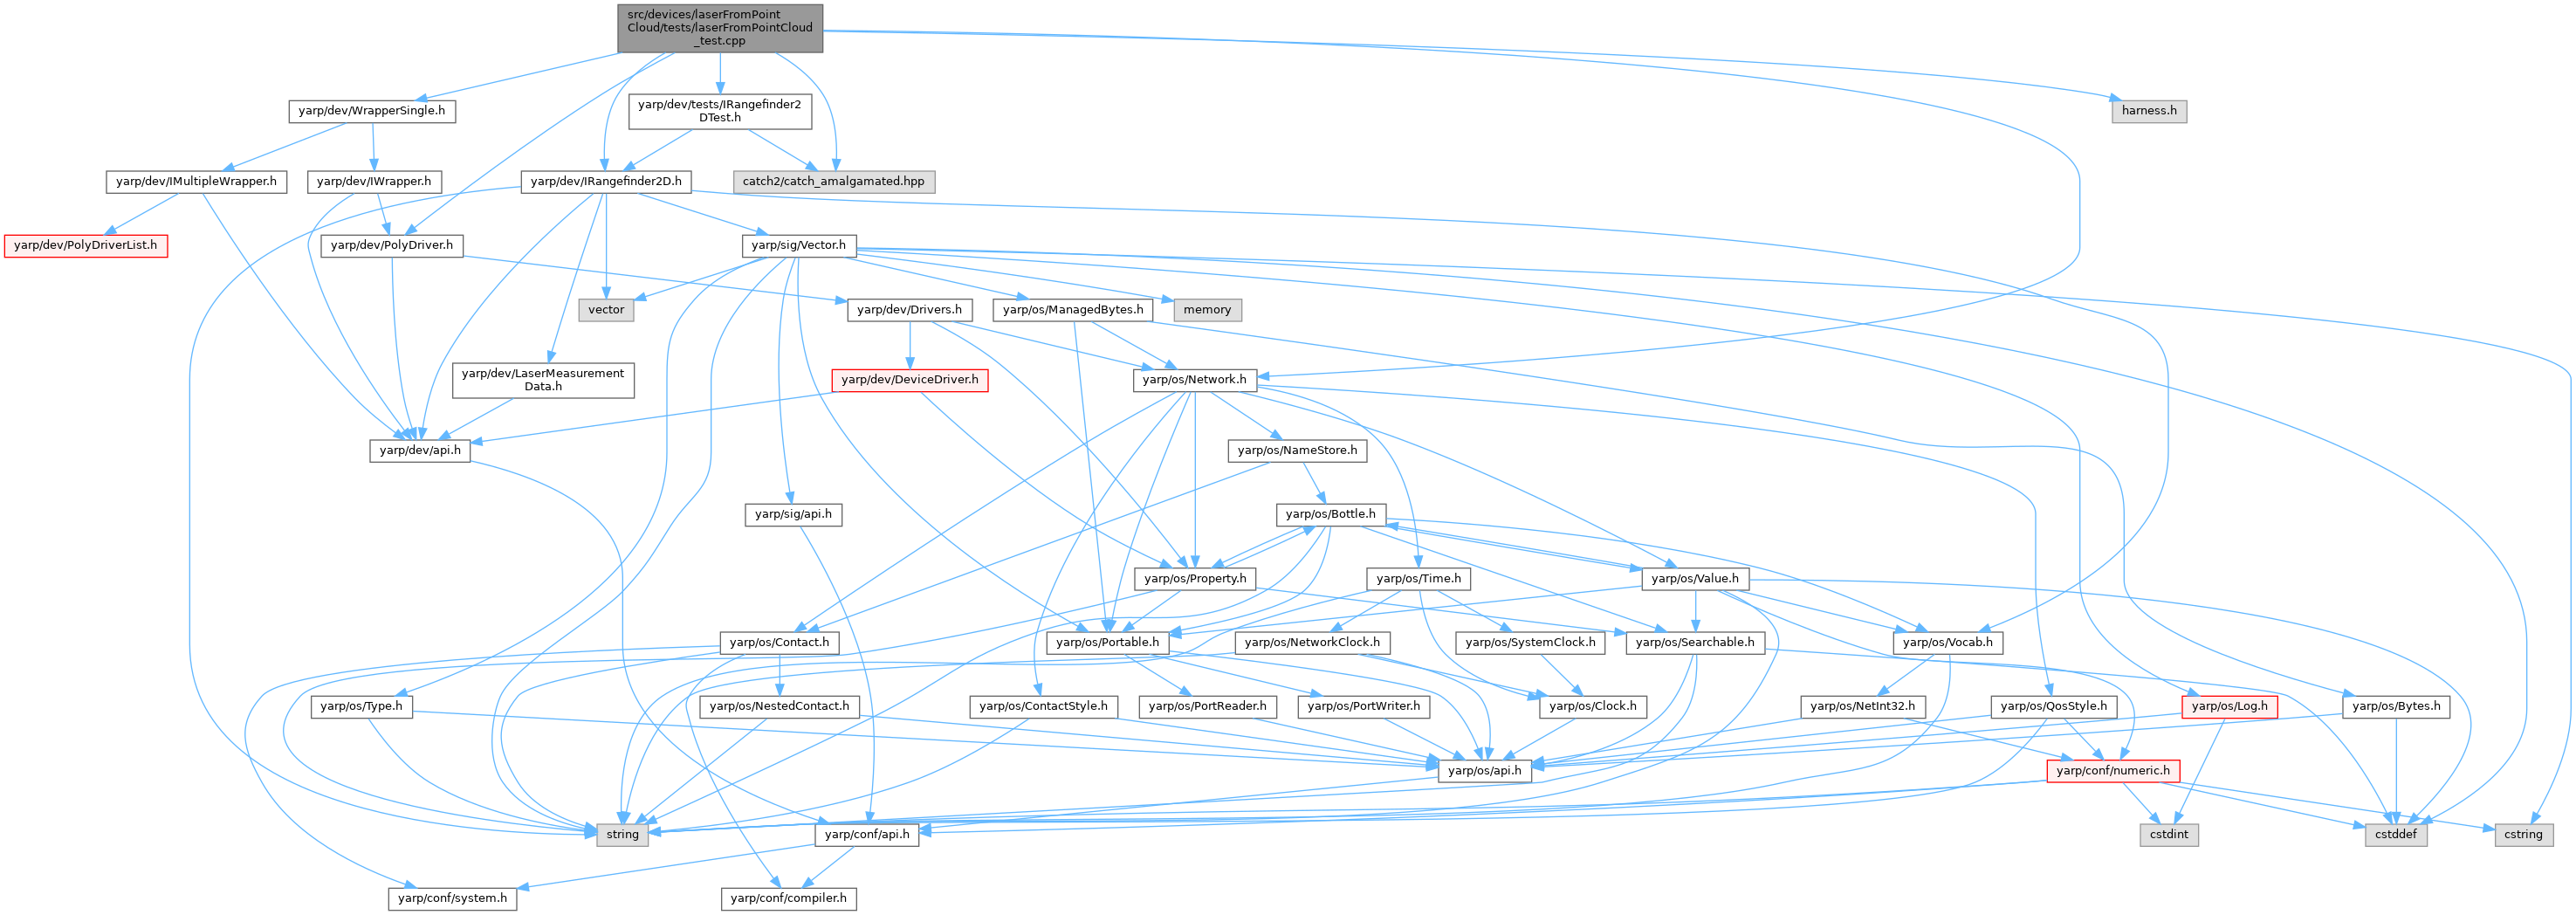 src/devices/laserFromPoint
Cloud/tests/laserFromPointCloud
_test.cpp
yarp/dev/WrapperSingle.h
yarp/dev/tests/IRangefinder2
DTest.h
harness.h
yarp/dev/IMultipleWrapper.h
yarp/dev/IWrapper.h
yarp/dev/IRangefinder2D.h
catch2/catch_amalgamated.hpp
yarp/dev/PolyDriverList.h
yarp/dev/PolyDriver.h
yarp/sig/Vector.h
vector
yarp/dev/Drivers.h
yarp/os/ManagedBytes.h
memory
yarp/dev/LaserMeasurement
Data.h
yarp/dev/DeviceDriver.h
yarp/os/Network.h
yarp/dev/api.h
yarp/os/NameStore.h
yarp/sig/api.h
yarp/os/Bottle.h
yarp/os/Property.h
yarp/os/Time.h
yarp/os/Value.h
yarp/os/Contact.h
yarp/os/Portable.h
yarp/os/NetworkClock.h
yarp/os/SystemClock.h
yarp/os/Searchable.h
yarp/os/Vocab.h
yarp/os/Type.h
yarp/os/NestedContact.h
yarp/os/ContactStyle.h
yarp/os/PortReader.h
yarp/os/PortWriter.h
yarp/os/Clock.h
yarp/os/NetInt32.h
yarp/os/QosStyle.h
yarp/os/Log.h
yarp/os/Bytes.h
yarp/os/api.h
yarp/conf/numeric.h
string
yarp/conf/api.h
cstdint
cstddef
cstring
yarp/conf/system.h
yarp/conf/compiler.h